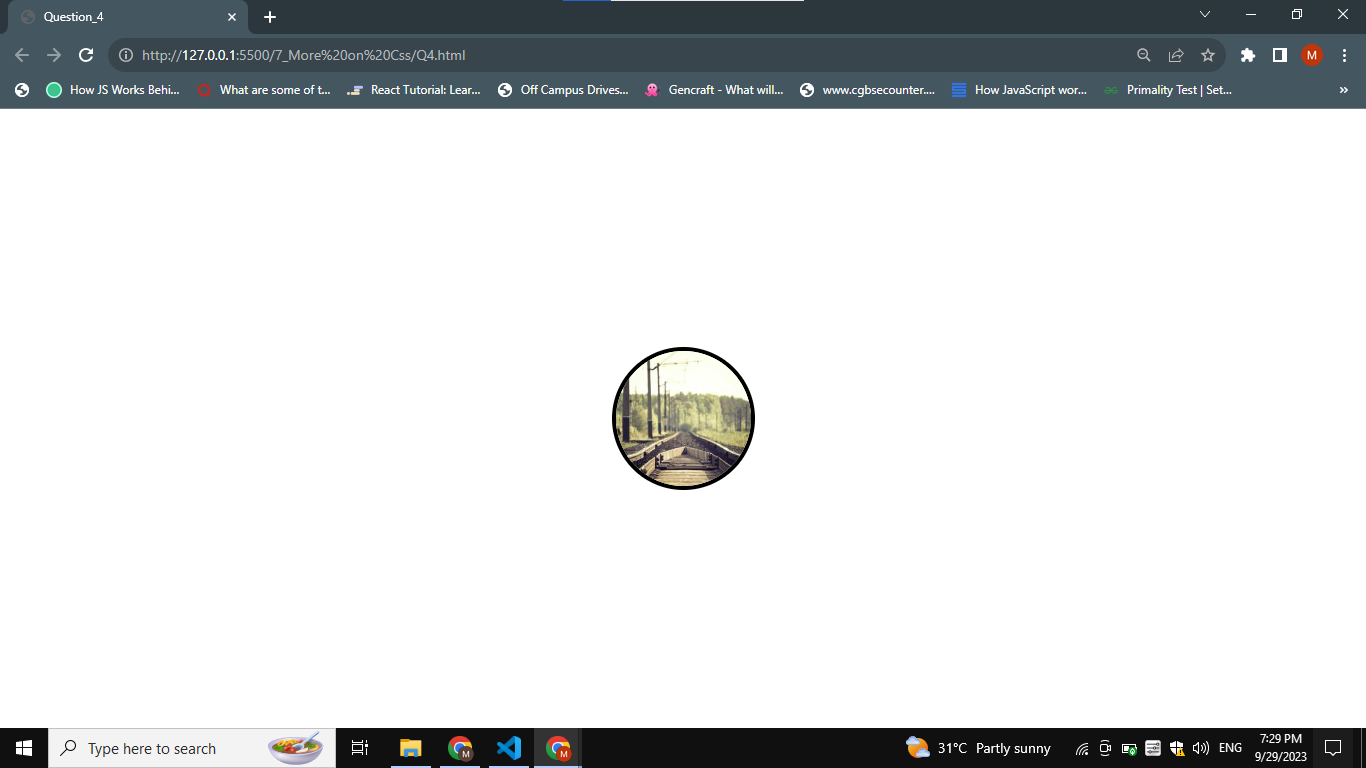 Question_4
http://127.0.0.1:5500/7_More%20on%20Css/Q4.html
M
How JS Works Behi...
What are some of t...
React Tutorial: Lear...
Off Campus Drives...
Gencraft - What will...
www.cgbsecounter....
How JavaScript wor...
Primality Test | Set...
»
Type here to search
M
M
31°C Partly sunny
ENG
7:29 PM
9/29/2023